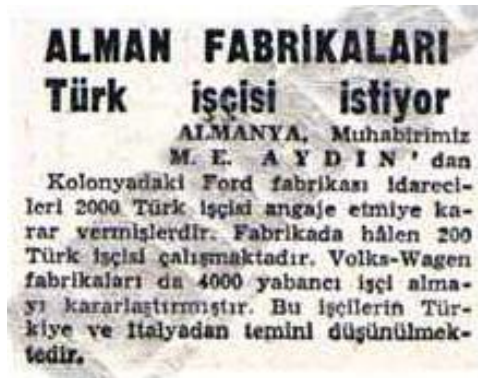 ALMAN FABRİKALARI
Türk işçisi istiyor
ALMANYA, Muhabirimiz
M. E. AYDIN' dan
Kolonyadaki Ford fabrikası idareci-
leri 2000 Türk işçisi angaje etmiye ka-
rar vermişlerdir. Fabrikada hâlen 200
Türk işçisi çalışmaktadır. Volks-Wagen
fabrikaları da 4000 yabancı işçi alma-
yı kararlaştırmıştır. Bu işçilerin Tür-
kiye ve Italyadan temini düşünülmek-
tedir.